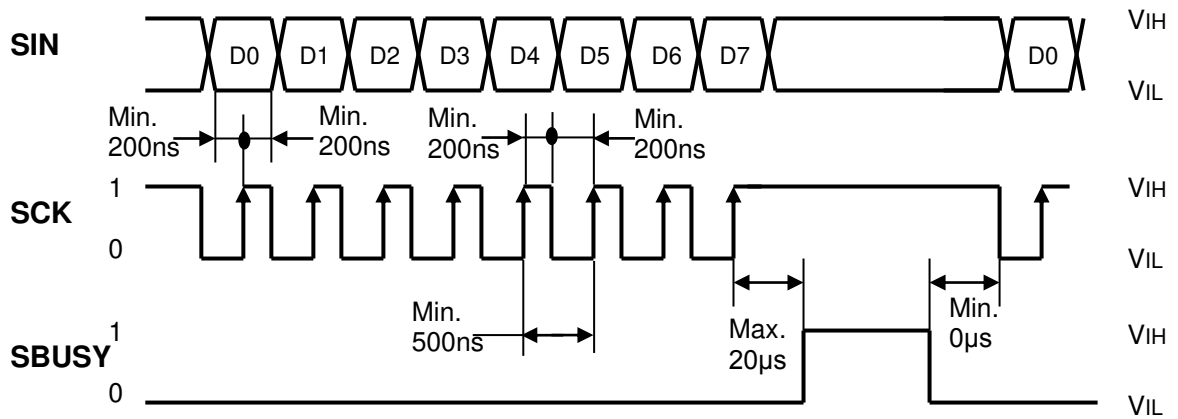 SIN
D0 D1 D2 D3 D4 D5 D6 D7 D0
VIH
VIL
Min.
200ns
Min.
200ns
Min.
200ns
Min.
200ns
SCK
1
0
VIH
VIL
Min.
500ns
Max.
20µs
Min.
0µs
SBUSY
1
0
VIH
VIL